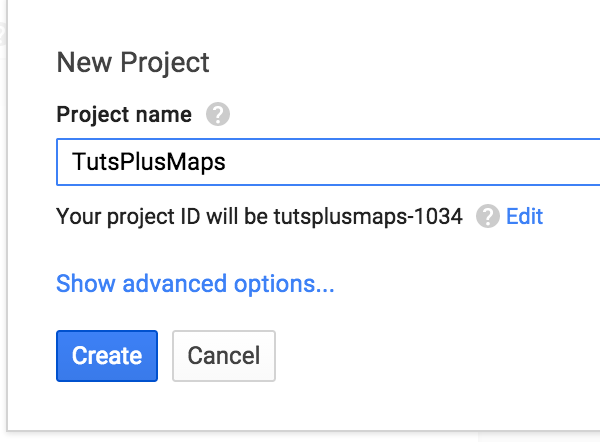 New Project
Project name ?
TutsPlusMaps
Your project ID will be tutsplusmaps-1034 ? Edit
Show advanced options...
Create Cancel